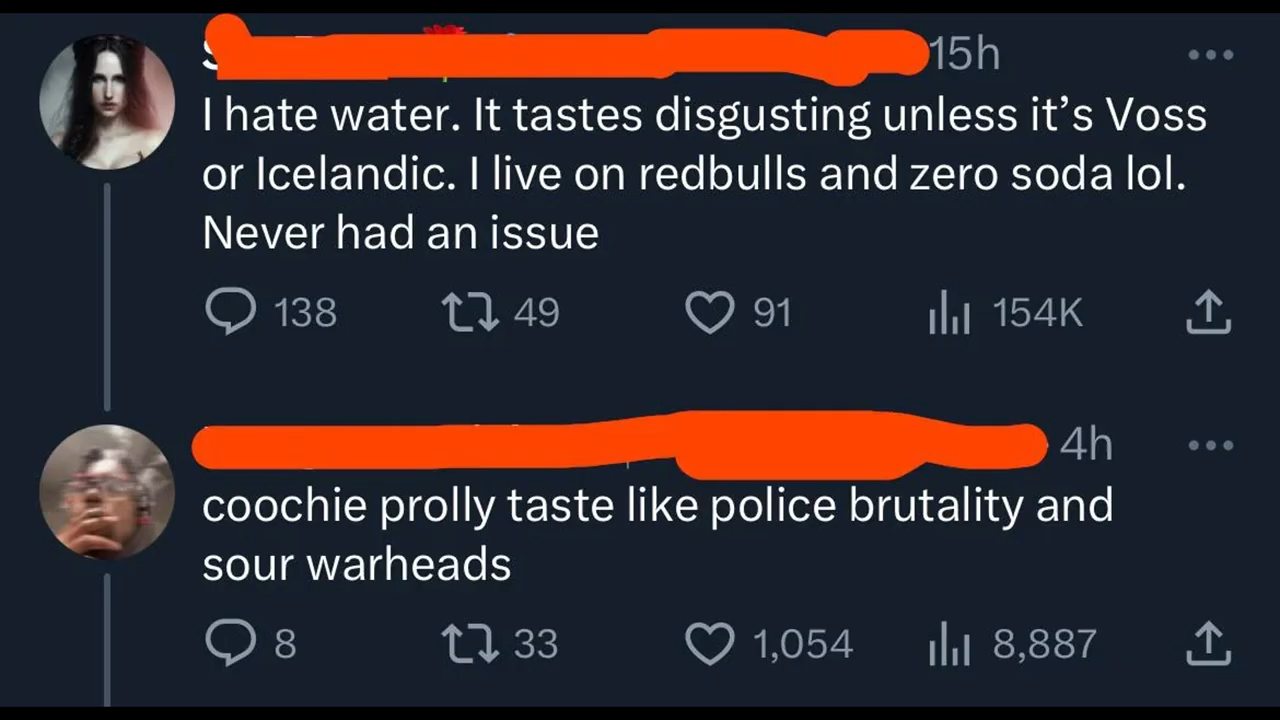 15h
I hate water. It tastes disgusting unless it’s Voss
or Icelandic. I live on redbulls and zero soda lol.
Never had an issue
138 49 91 154K
4h
coochie prolly taste like police brutality and
sour warheads
8 33 1,054 8,887